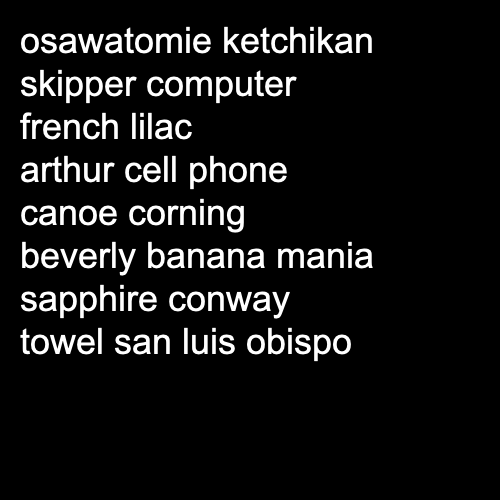 osawatomie ketchikan
skipper computer
french lilac
arthur cell phone
canoe corning
beverly banana mania
sapphire conway
towel san luis obispo